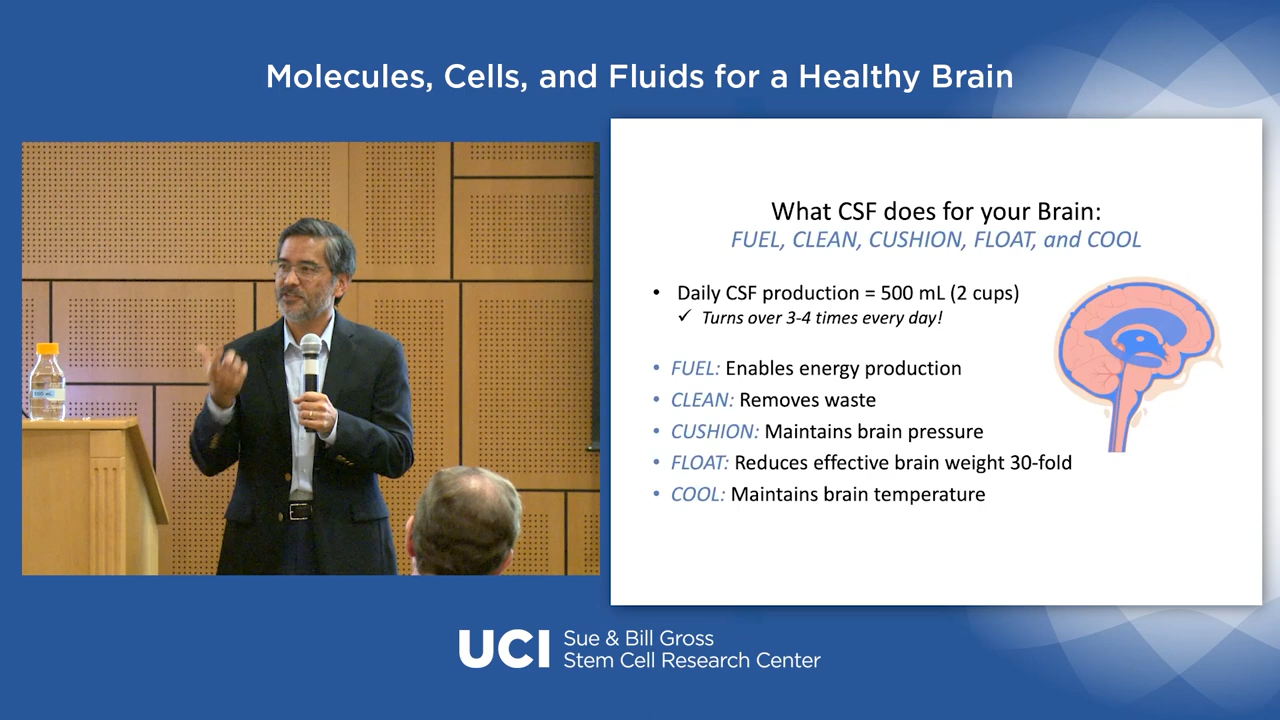 Molecules, Cells, and Fluids for a Healthy Brain
What CSF does for your Brain:
FUEL, CLEAN, CUSHION, FLOAT, and COOL
• Daily CSF production = 500 mL (2 cups)
✓ Turns over 3-4 times every day!
• FUEL: Enables energy production
• CLEAN: Removes waste
• CUSHION: Maintains brain pressure
• FLOAT: Reduces effective brain weight 30-fold
• COOL: Maintains brain temperature
UCI Sue & Bill Gross
Stem Cell Research Center